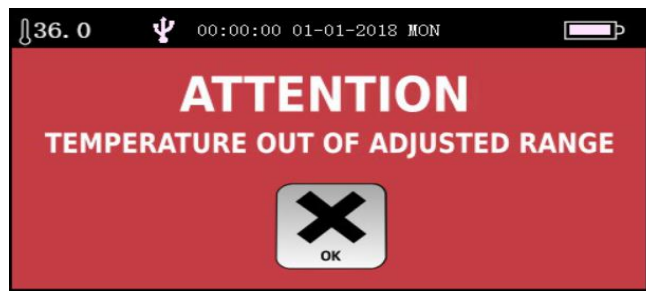 36.0 00:00:00 01-01-2018 MON
ATTENTION
TEMPERATURE OUT OF ADJUSTED RANGE
OK